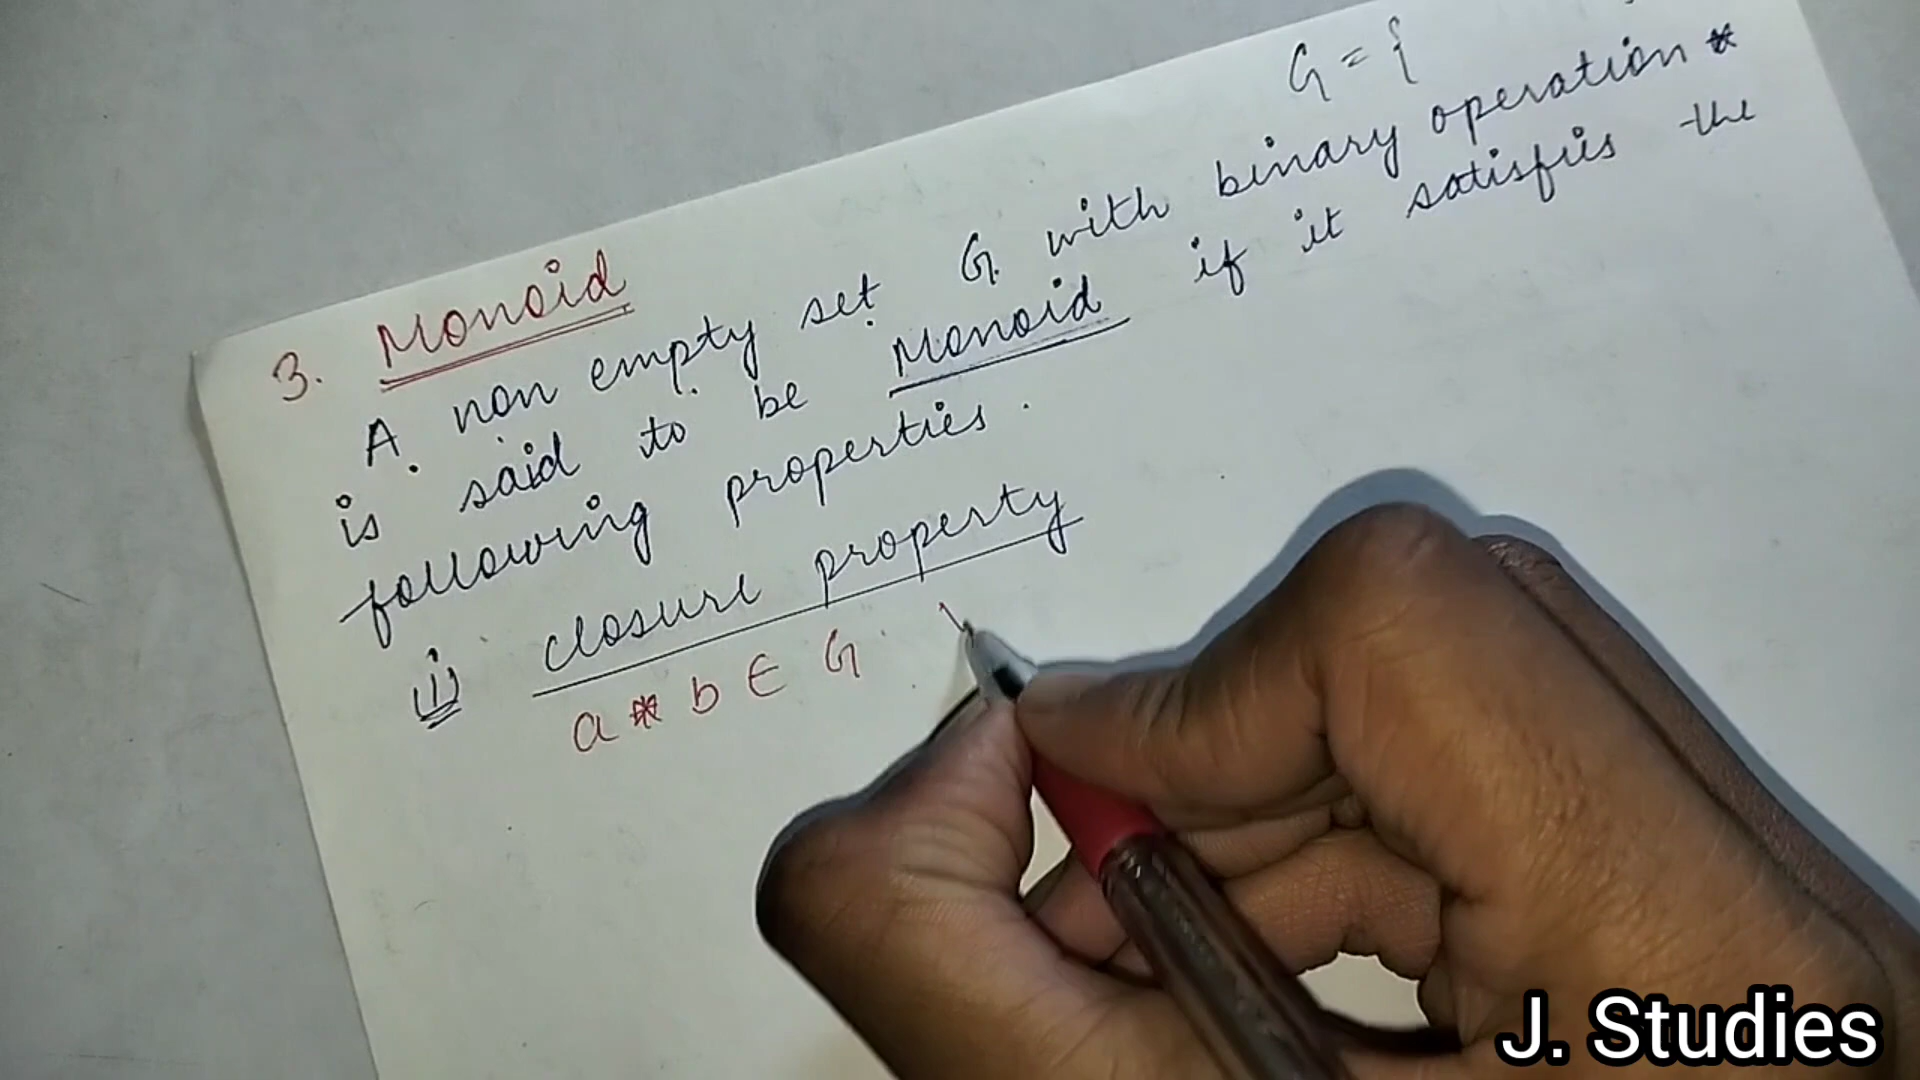 G = {
3. Monoid
A non empty set G with binary operation *
is said to be Monoid if it satisfies the
following properties.
(i) closure property
a * b ∈ G
J. Studies